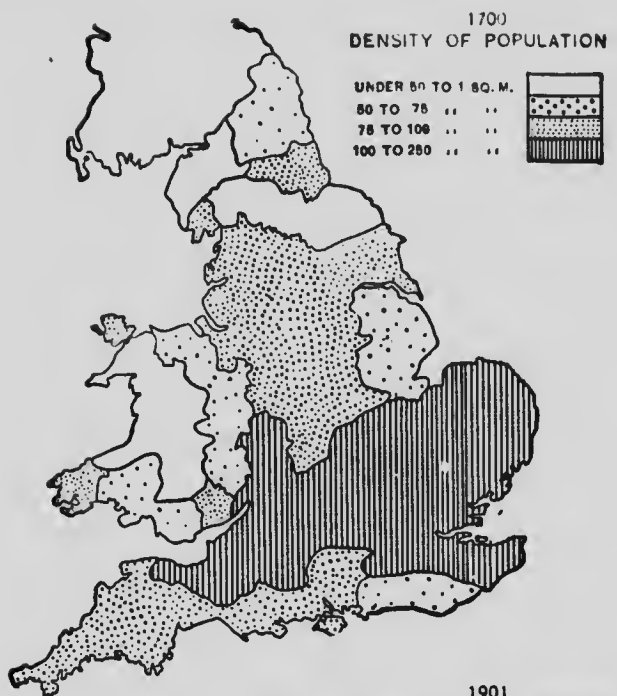 1700
DENSITY OF POPULATION
UNDER 50 TO 1 SQ. M.
50 TO 75 " "
75 TO 100 " "
100 TO 250 " "
1901